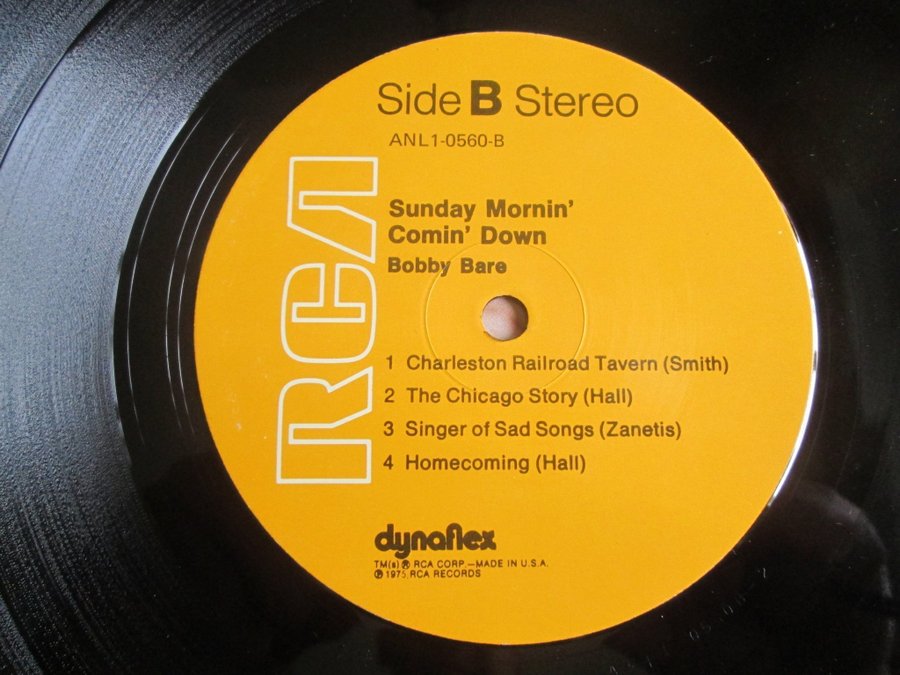 Side B Stereo
ANL1-0560-B
RCA
Sunday Mornin'
Comin' Down
Bobby Bare
1 Charleston Railroad Tavern (Smith)
2 The Chicago Story (Hall)
3 Singer of Sad Songs (Zanetis)
4 Homecoming (Hall)
dynaflex
TM(s) ® RCA CORP.—MADE IN U.S.A.
℗ 1975, RCA RECORDS